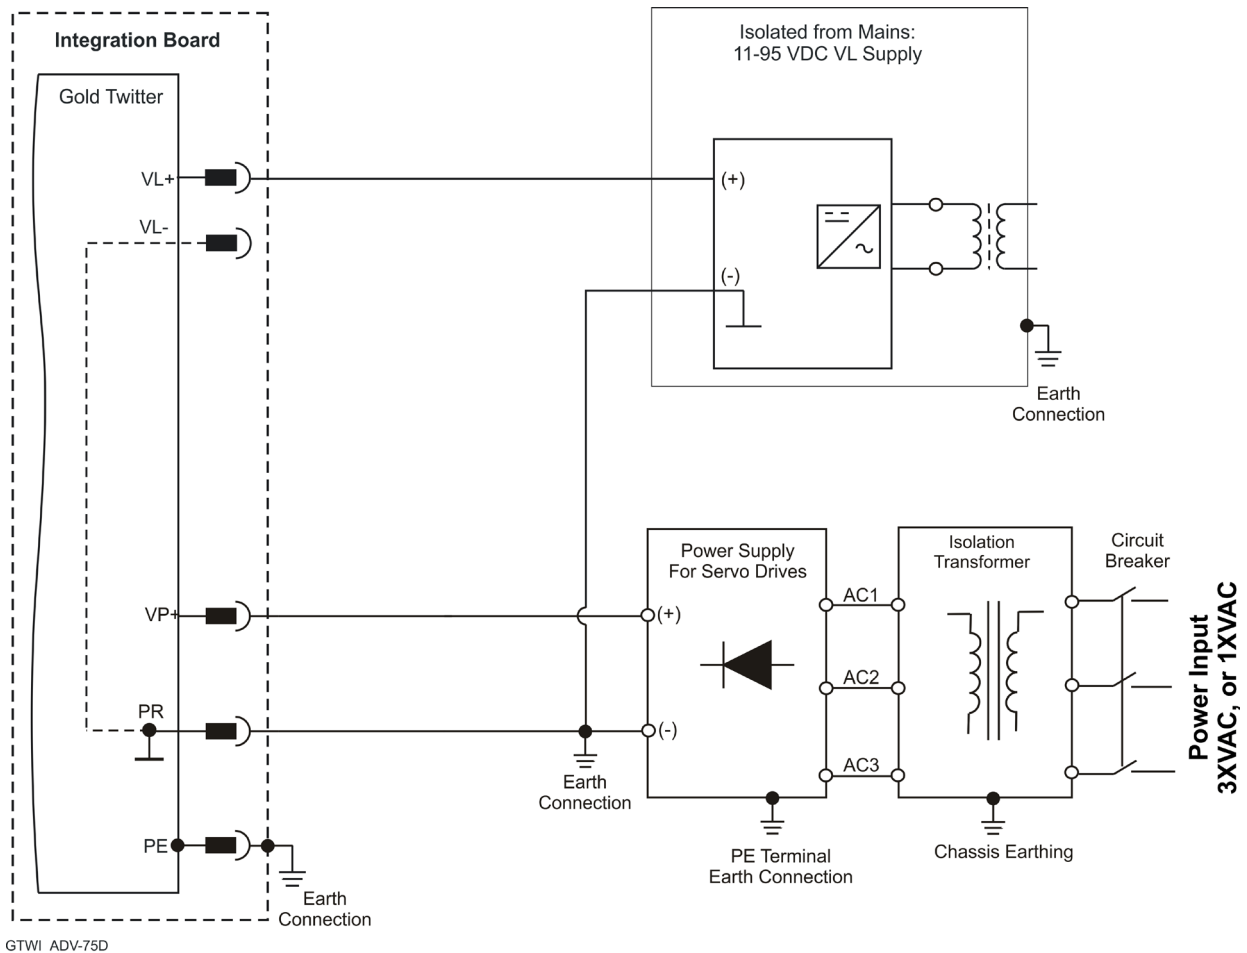 Integration Board
Gold Twitter
VL+
VL-
VP+
PR
PE
Earth
Connection
Isolated from Mains:
11-95 VDC VL Supply
(+)
(-)
Earth
Connection
Power Supply
For Servo Drives
(+)
(-)
Earth
Connection
PE Terminal
Earth Connection
AC1
AC2
AC3
Isolation
Transformer
Chassis Earthing
Circuit
Breaker
Power Input
3XVAC, or 1XVAC
GTWI ADV-75D